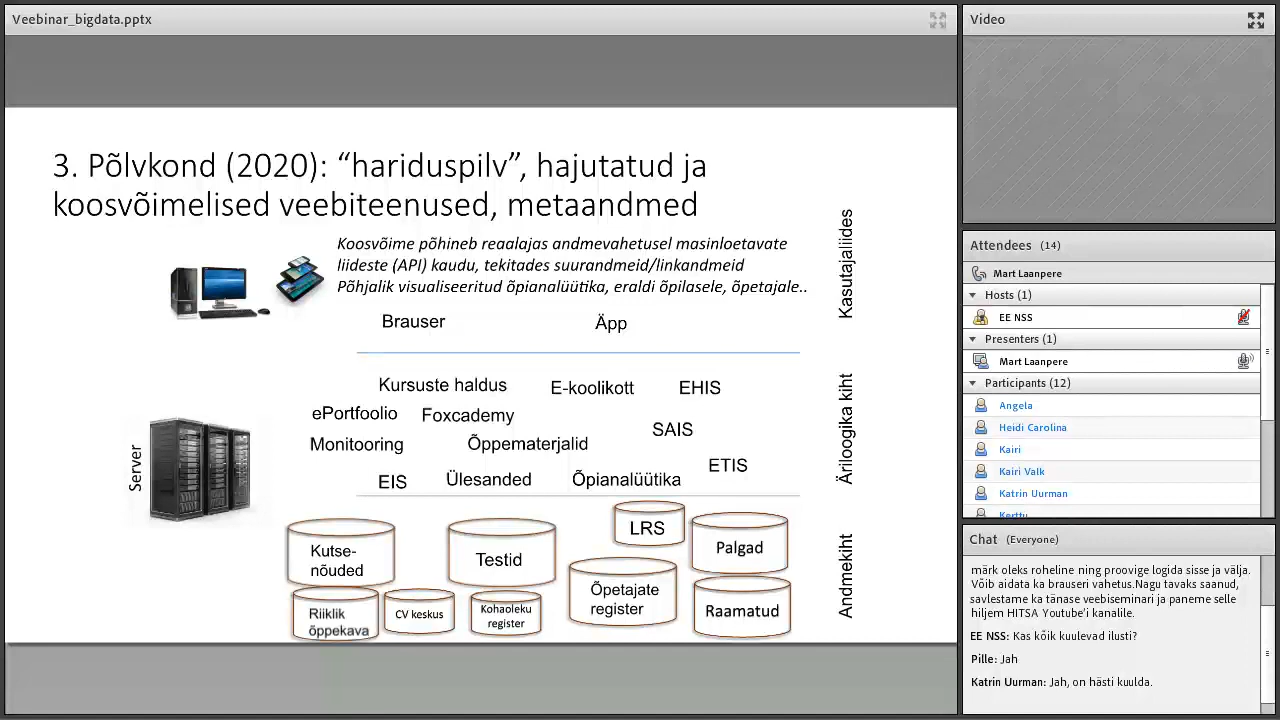 Veebinar_bigdata.pptx
3. Põlvkond (2020): “hariduspilv”, hajutatud ja
koosvõimelised veebiteenused, metaandmed
Koosvõime põhineb reaalajas andmevahetusel masinloetavate
liideste (API) kaudu, tekitades suurandmeid/linkandmeid
Põhjalik visualiseeritud õpianalüütika, eraldi õpilasele, õpetajale..
Kasutajaliides
Brauser
Äpp
Kursuste haldus
E-koolikott
EHIS
ePortfoolio
Foxcademy
SAIS
Monitooring
Õppematerjalid
ETIS
EIS
Ülesanded
Õpianalüütika
Äriloogika kiht
Server
LRS
Kutse-
nõuded
Testid
Palgad
Õpetajate
register
Riiklik
õppekava
CV keskus
Kohaoleku
register
Raamatud
Andmekiht
Video
Attendees (14)
Mart Laanpere
Hosts (1)
EE NSS
Presenters (1)
Mart Laanpere
Participants (12)
Angela
Heidi Carolina
Kairi
Kairi Valk
Katrin Uurman
Kerttu
Chat (Everyone)
märk oleks roheline ning proovige logida sisse ja välja.
Võib aidata ka brauseri vahetus.Nagu tavaks saanud,
savlestame ka tänase veebiseminari ja paneme selle
hiljem HITSA Youtube'i kanalile.
EE NSS: Kas kõik kuulevad ilusti?
Pille: Jah
Katrin Uurman: Jah, on hästi kuulda.